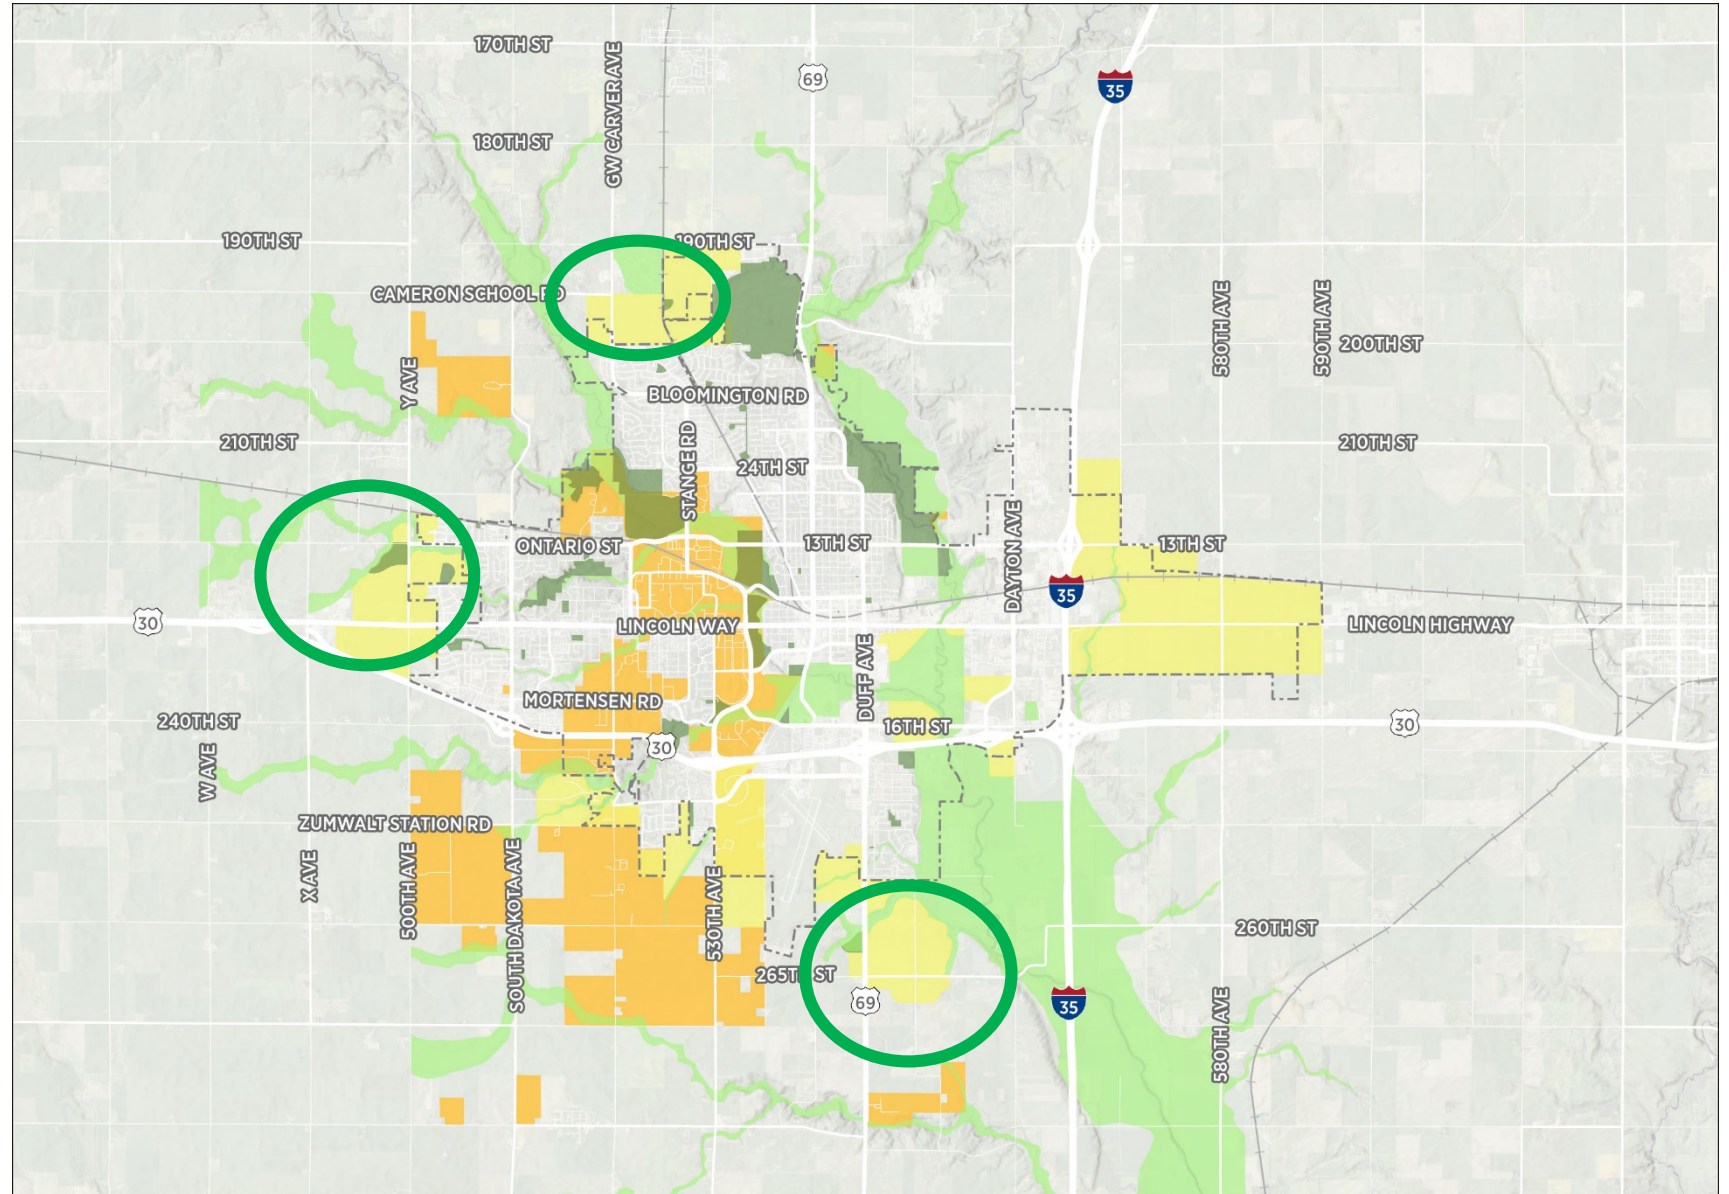 170TH ST
GW CARVER AVE
69
35
180TH ST
190TH ST
190TH ST
CAMERON SCHOOL RD
580TH AVE
590TH AVE
200TH ST
Y AVE
BLOOMINGTON RD
210TH ST
STANGE RD
24TH ST
210TH ST
ONTARIO ST
13TH ST
DAYTON AVE
13TH ST
35
30
LINCOLN WAY
LINCOLN HIGHWAY
DUFF AVE
MORTENSEN RD
240TH ST
16TH ST
30
30
W AVE
ZUMWALT STATION RD
X AVE
500TH AVE
SOUTH DAKOTA AVE
530TH AVE
260TH ST
265TH ST
69
35
580TH AVE